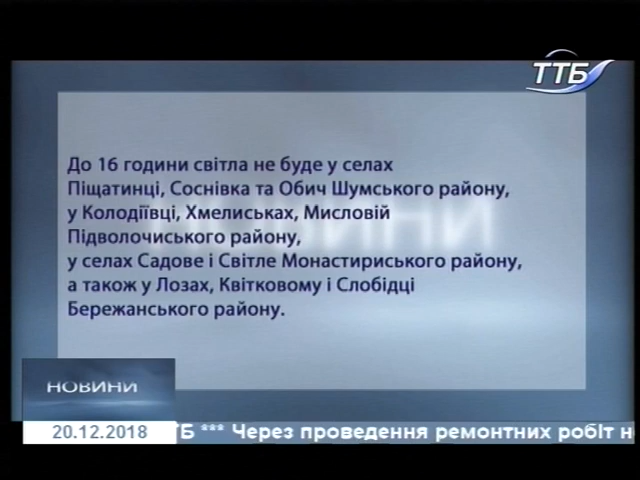 ТТБ
До 16 години світла не буде у селах
Піщатинці, Соснівка та Обич Шумського району,
у Колодіївці, Хмелиськах, Мисловій
Підволочиського району,
у селах Садове і Світле Монастириського району,
а також у Лозах, Квітковому і Слобідці
Бережанського району.
НОВИНИ
20.12.2018 ТБ *** Через проведення ремонтних робіт